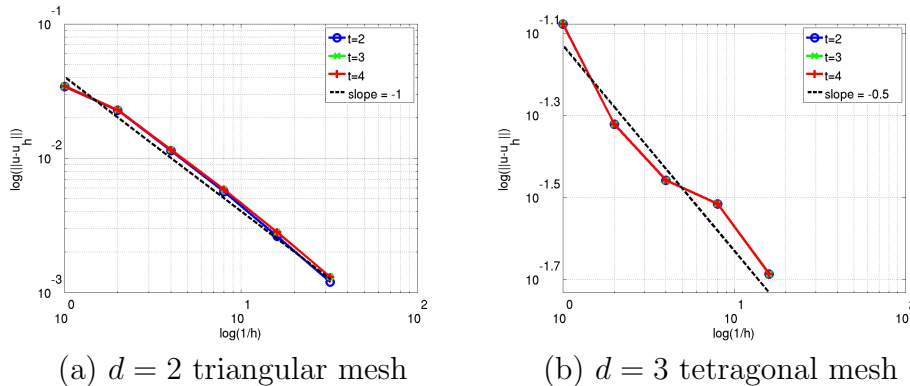 10^-1
10^-2
10^-3
log(||u-u_h||)
t=2
t=3
t=4
slope = -1
10^0
10^1
10^2
log(1/h)
(a) d = 2 triangular mesh
10^-1.1
10^-1.3
10^-1.5
10^-1.7
log(||u-u_h||)
t=2
t=3
t=4
slope = -0.5
10^0
10^1
10^2
log(1/h)
(b) d = 3 tetragonal mesh